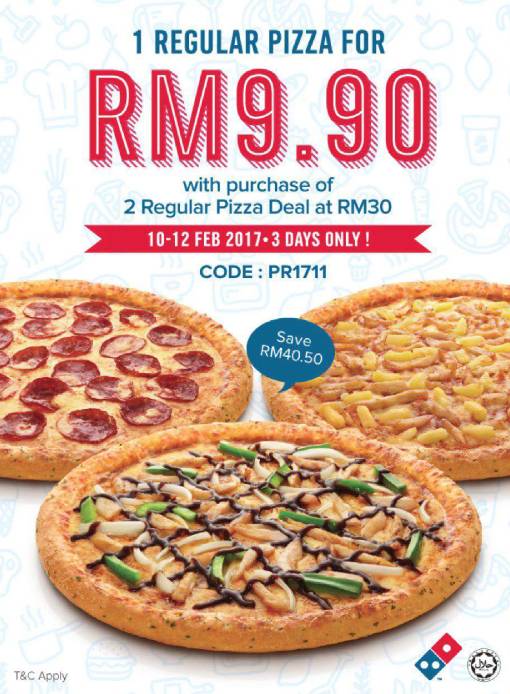 1 REGULAR PIZZA FOR
RM9.90
with purchase of
2 Regular Pizza Deal at RM30
10-12 FEB 2017• 3 DAYS ONLY !
CODE : PR1711
Save
RM40.50
T&C Apply